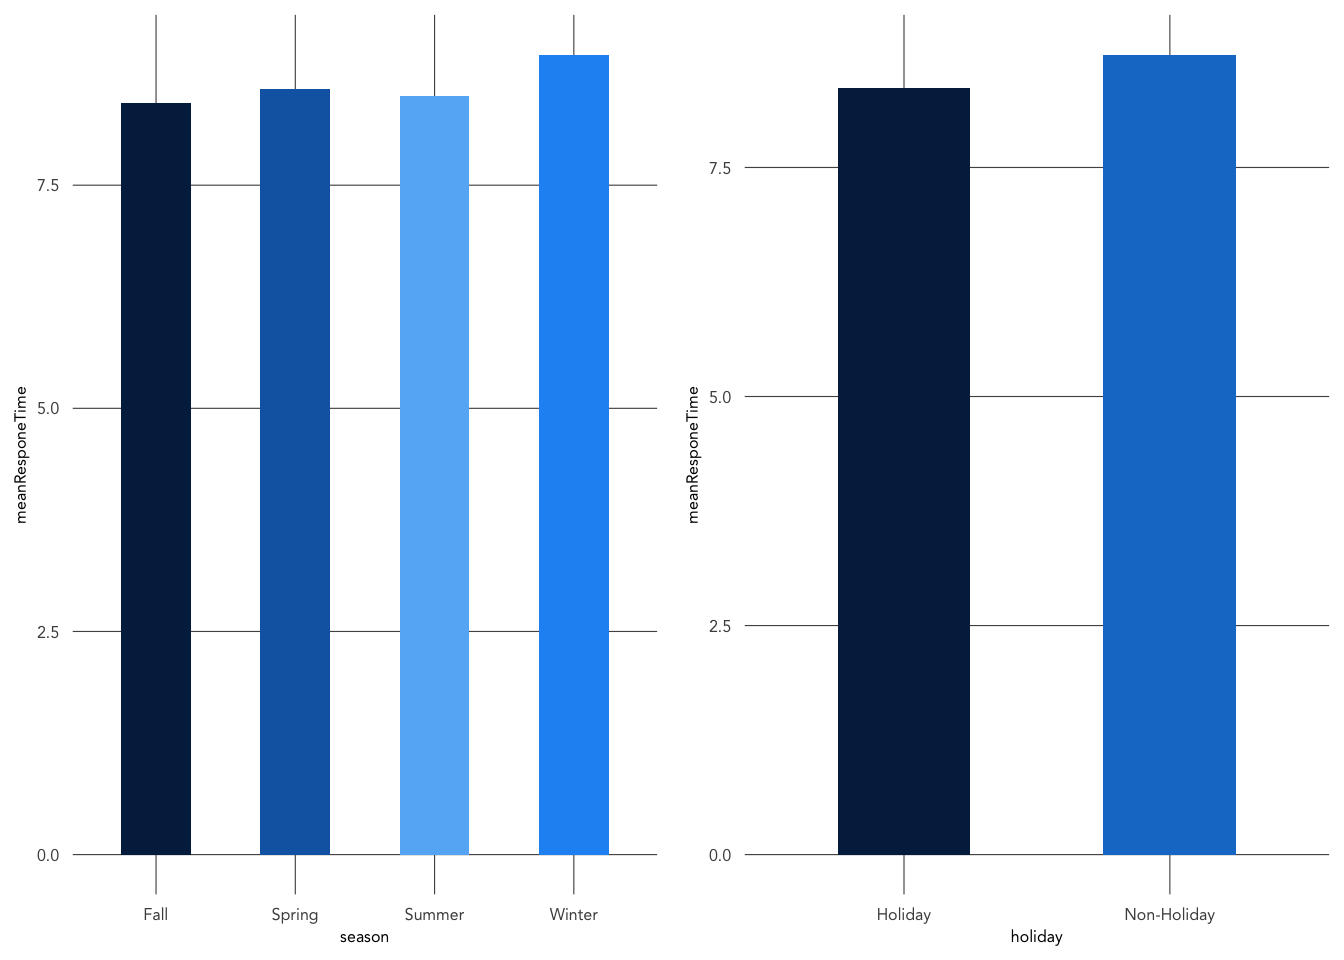 meanResponeTime
7.5
5.0
2.5
0.0
Fall Spring Summer Winter
season
meanResponeTime
7.5
5.0
2.5
0.0
Holiday Non-Holiday
holiday